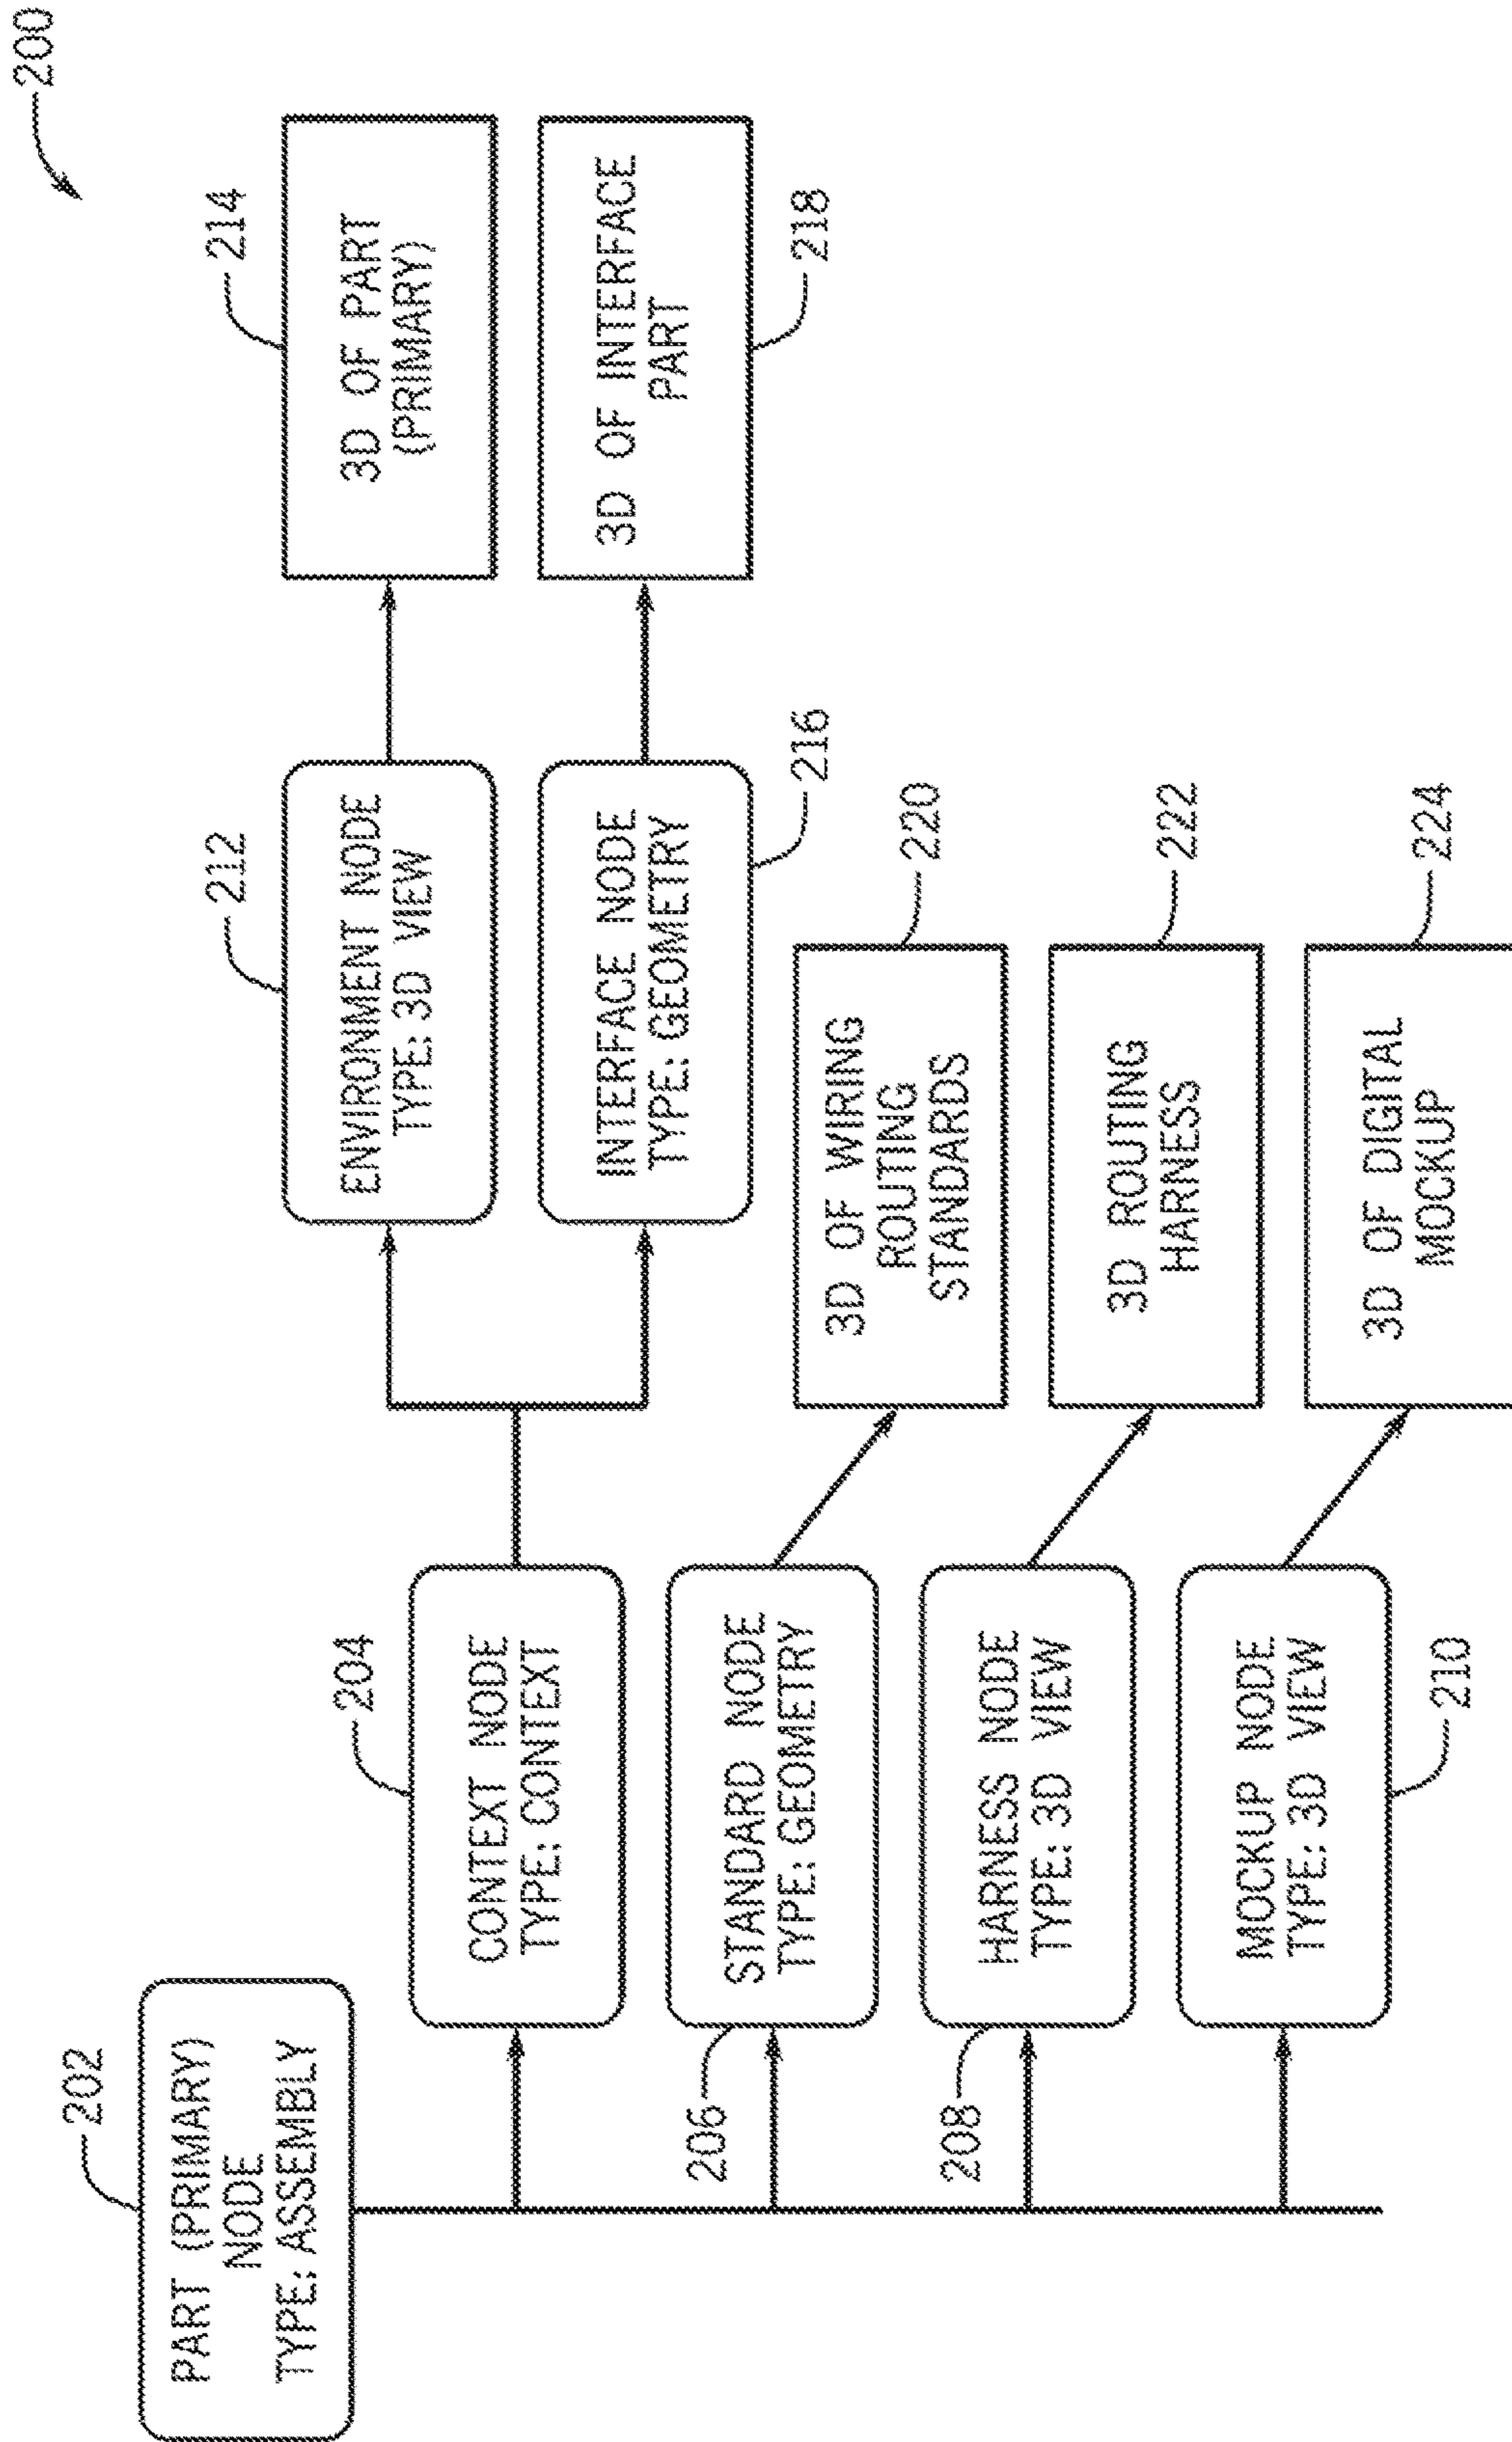 200
202
PART (PRIMARY)
NODE
TYPE: ASSEMBLY
204
CONTEXT NODE
TYPE: CONTEXT
206
STANDARD NODE
TYPE: GEOMETRY
208
HARNESS NODE
TYPE: 3D VIEW
MOCKUP NODE
TYPE: 3D VIEW
210
212
ENVIRONMENT NODE
TYPE: 3D VIEW
INTERFACE NODE
TYPE: GEOMETRY
216
214
3D OF PART
(PRIMARY)
3D OF INTERFACE
PART
218
3D OF WIRING
ROUTING
STANDARDS
220
3D ROUTING
HARNESS
222
3D OF DIGITAL
MOCKUP
224